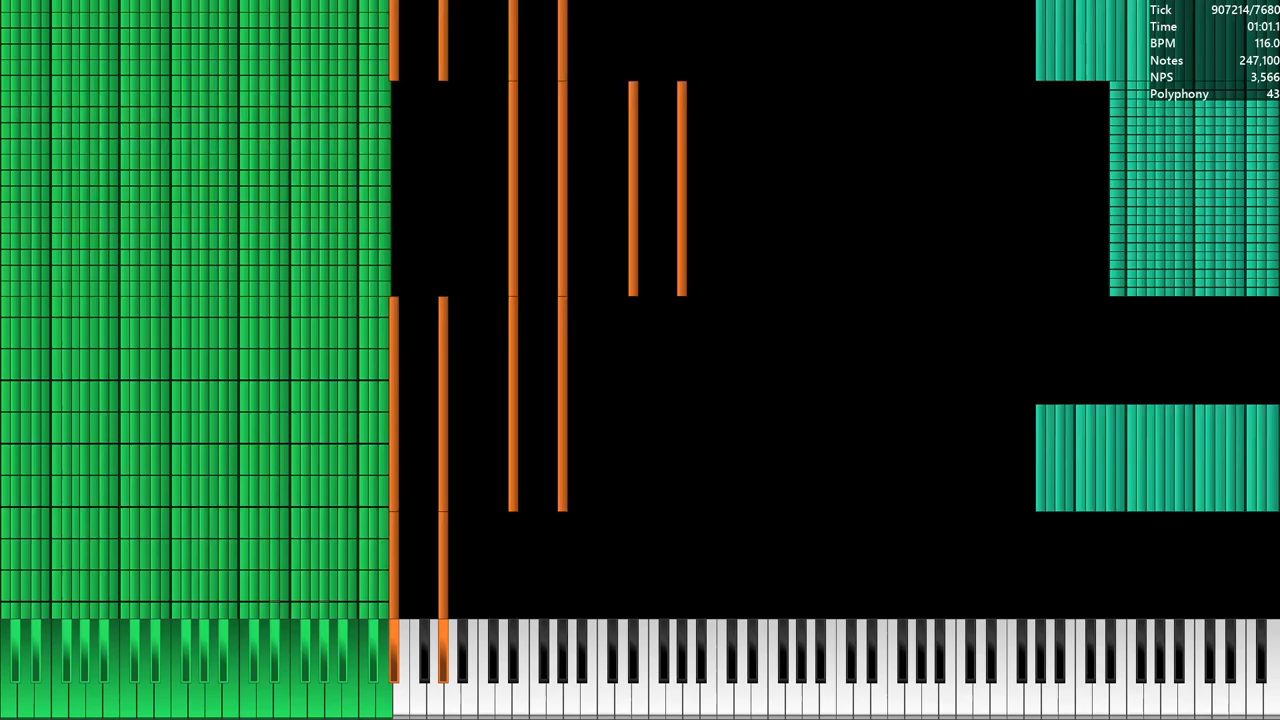 Tick 907214/7680
Time 01:01.1
BPM 116.0
Notes 247,100
NPS 3,566
Polyphony 43